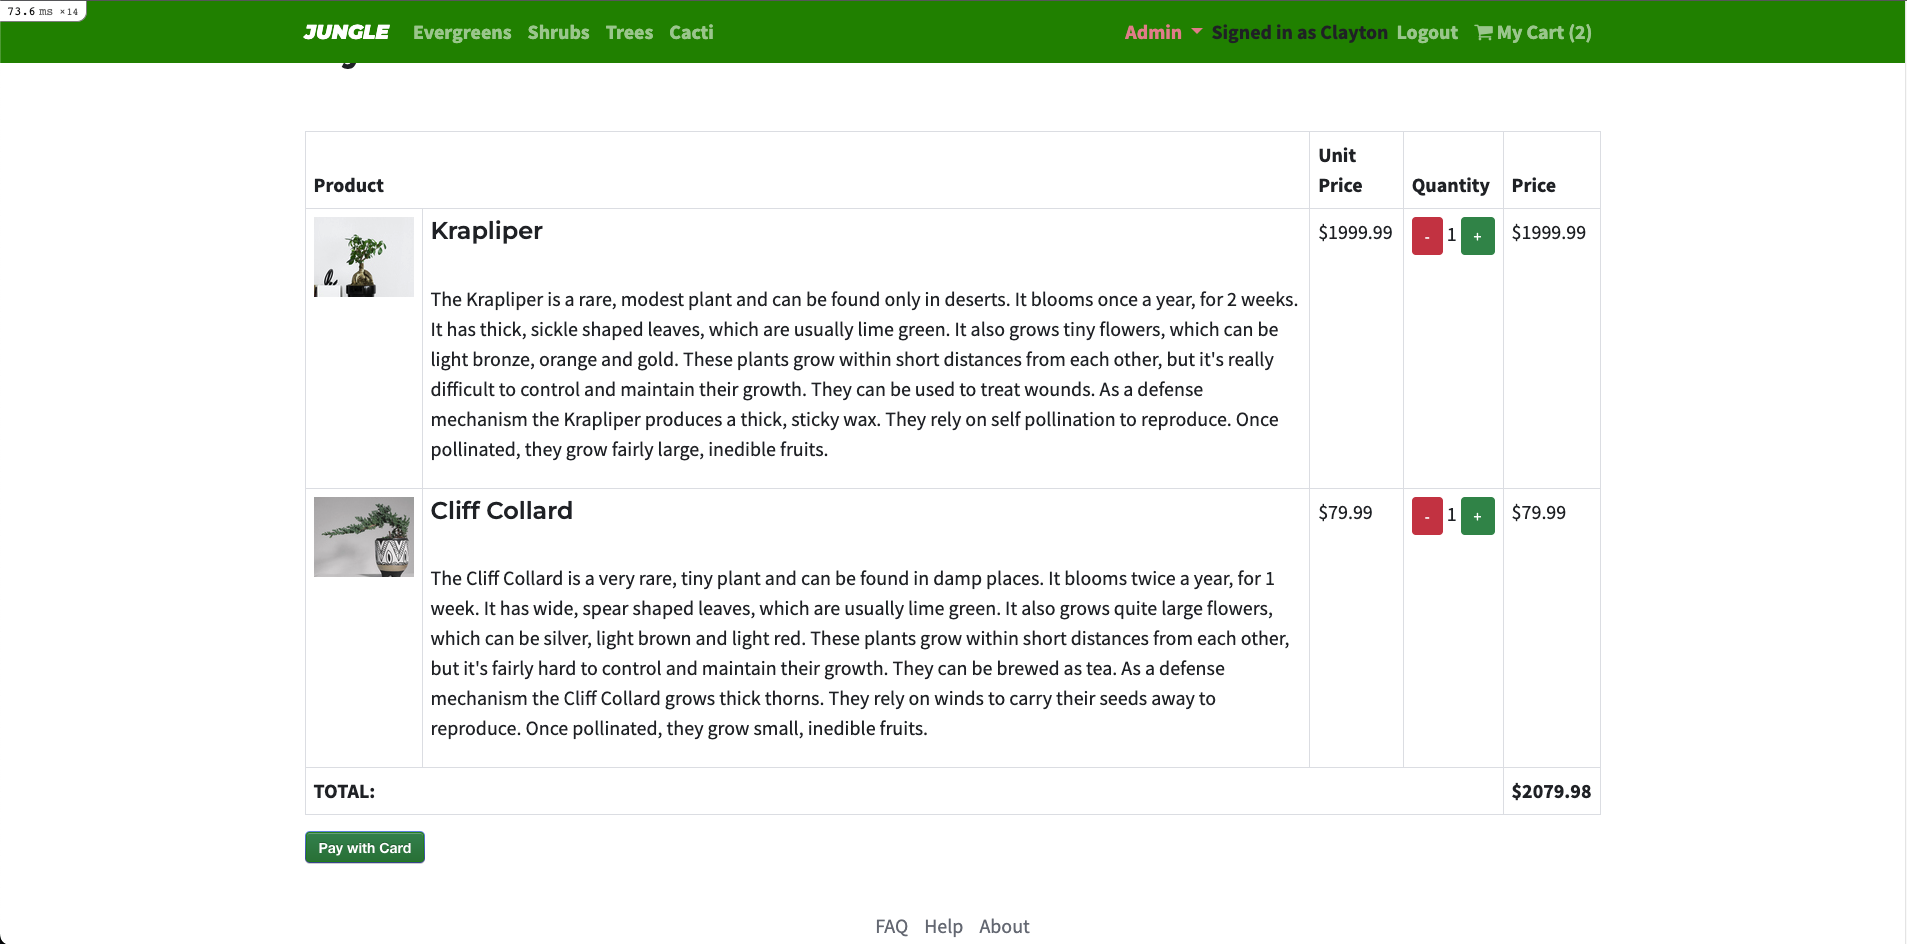 73.6 ms ×14
JUNGLE Evergreens Shrubs Trees Cacti Admin Signed in as Clayton Logout My Cart (2)
Product Unit Price Quantity Price
Krapliper $1999.99 - 1 + $1999.99
The Krapliper is a rare, modest plant and can be found only in deserts. It blooms once a year, for 2 weeks.
It has thick, sickle shaped leaves, which are usually lime green. It also grows tiny flowers, which can be
light bronze, orange and gold. These plants grow within short distances from each other, but it's really
difficult to control and maintain their growth. They can be used to treat wounds. As a defense
mechanism the Krapliper produces a thick, sticky wax. They rely on self pollination to reproduce. Once
pollinated, they grow fairly large, inedible fruits.
Cliff Collard $79.99 - 1 + $79.99
The Cliff Collard is a very rare, tiny plant and can be found in damp places. It blooms twice a year, for 1
week. It has wide, spear shaped leaves, which are usually lime green. It also grows quite large flowers,
which can be silver, light brown and light red. These plants grow within short distances from each other,
but it's fairly hard to control and maintain their growth. They can be brewed as tea. As a defense
mechanism the Cliff Collard grows thick thorns. They rely on winds to carry their seeds away to
reproduce. Once pollinated, they grow small, inedible fruits.
TOTAL: $2079.98
Pay with Card
FAQ Help About